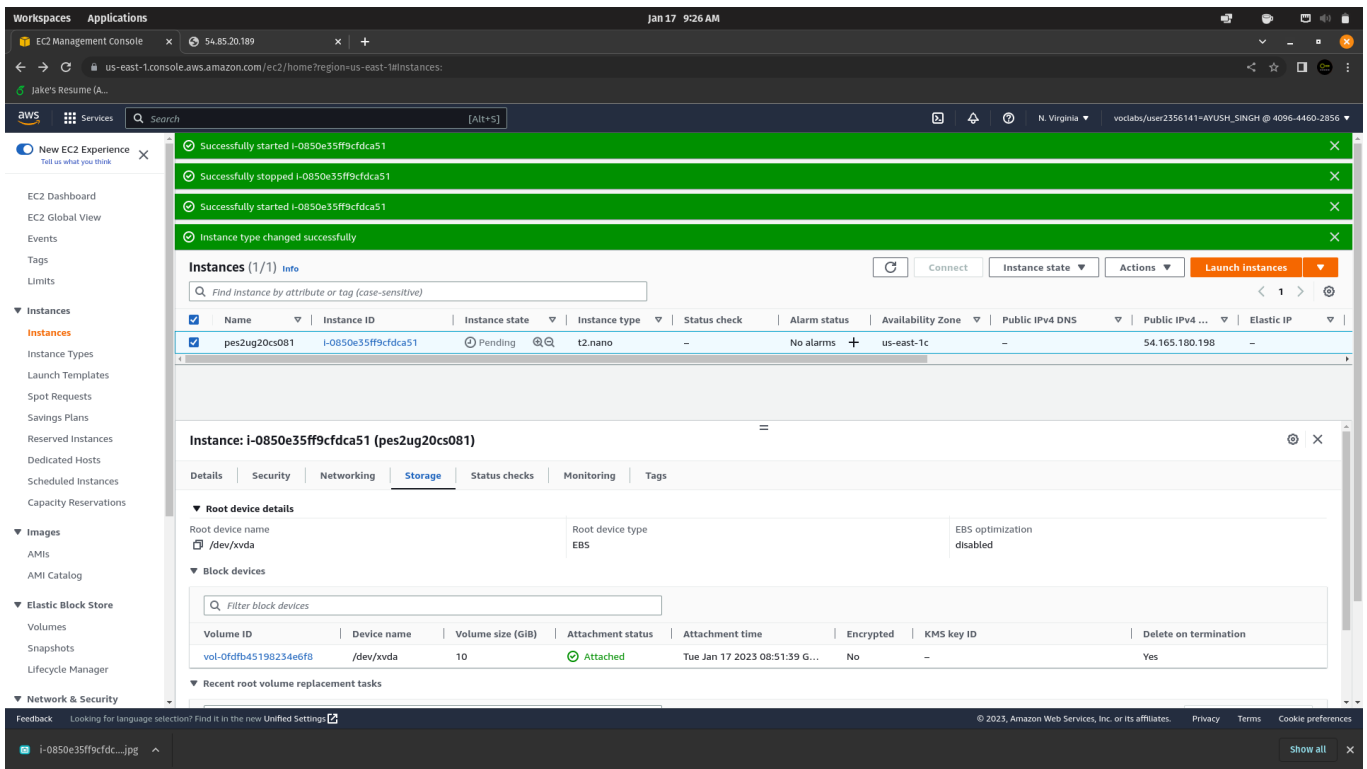 Workspaces Applications Jan 17 9:26 AM
EC2 Management Console 54.85.20.189
us-east-1.console.aws.amazon.com/ec2/home?region=us-east-1#Instances:
Jake's Resume (A...
aws Services Search [Alt+S] N. Virginia voclabs/user2356141=AYUSH_SINGH @ 4096-4460-2856
New EC2 Experience
Tell us what you think
EC2 Dashboard
EC2 Global View
Events
Tags
Limits
Instances
Instances
Instance Types
Launch Templates
Spot Requests
Savings Plans
Reserved Instances
Dedicated Hosts
Scheduled Instances
Capacity Reservations
Images
AMIs
AMI Catalog
Elastic Block Store
Volumes
Snapshots
Lifecycle Manager
Network & Security
Successfully started i-0850e35ff9cfdca51
Successfully stopped i-0850e35ff9cfdca51
Successfully started i-0850e35ff9cfdca51
Instance type changed successfully
Instances (1/1) Info Connect Instance state Actions Launch instances
Find instance by attribute or tag (case-sensitive) 1
Name Instance ID Instance state Instance type Status check Alarm status Availability Zone Public IPv4 DNS Public IPv4 ... Elastic IP
pes2ug20cs081 i-0850e35ff9cfdca51 Pending t2.nano – No alarms + us-east-1c – 54.165.180.198 –
Instance: i-0850e35ff9cfdca51 (pes2ug20cs081)
Details Security Networking Storage Status checks Monitoring Tags
Root device details
Root device name Root device type EBS optimization
/dev/xvda EBS disabled
Block devices
Filter block devices
Volume ID Device name Volume size (GiB) Attachment status Attachment time Encrypted KMS key ID Delete on termination
vol-0fdfb45198234e6f8 /dev/xvda 10 Attached Tue Jan 17 2023 08:51:39 G... No – Yes
Recent root volume replacement tasks
Feedback Looking for language selection? Find it in the new Unified Settings © 2023, Amazon Web Services, Inc. or its affiliates. Privacy Terms Cookie preferences
i-0850e35ff9cfdc....jpg Show all